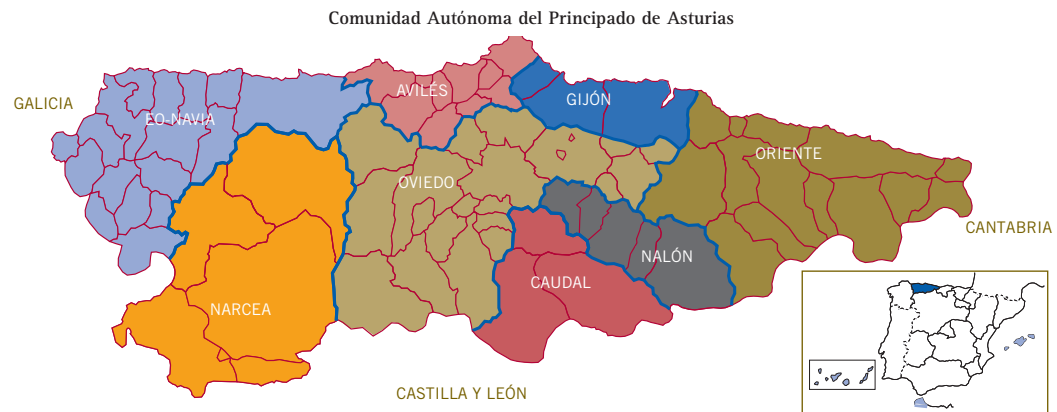 Comunidad Autónoma del Principado de Asturias
AVILÉS
GIJÓN
GALICIA
EO-NAVIA
ORIENTE
OVIEDO
CANTABRIA
NALÓN
CAUDAL
NARCEA
CASTILLA Y LEÓN